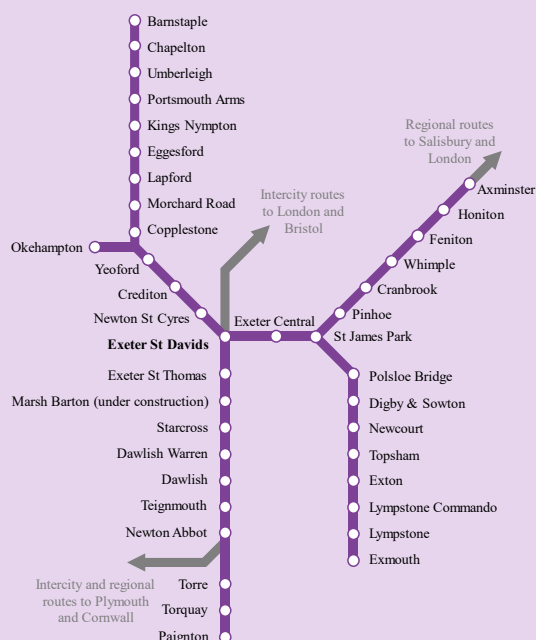 Barnstaple
Chapelton
Umberleigh
Portsmouth Arms
Kings Nympton
Eggesford
Lapford
Morchard Road
Copplestone
Okehampton
Yeoford
Crediton
Newton St Cyres
Exeter St Davids
Intercity routes
to London and
Bristol
Regional routes
to Salisbury and
London
Axminster
Honiton
Feniton
Whimple
Cranbrook
Pinhoe
Exeter Central
St James Park
Exeter St Thomas
Marsh Barton (under construction)
Starcross
Dawlish Warren
Dawlish
Teignmouth
Newton Abbot
Intercity and regional
routes to Plymouth
and Cornwall
Torre
Torquay
Paignton
Polsloe Bridge
Digby & Sowton
Newcourt
Topsham
Exton
Lympstone Commando
Lympstone
Exmouth